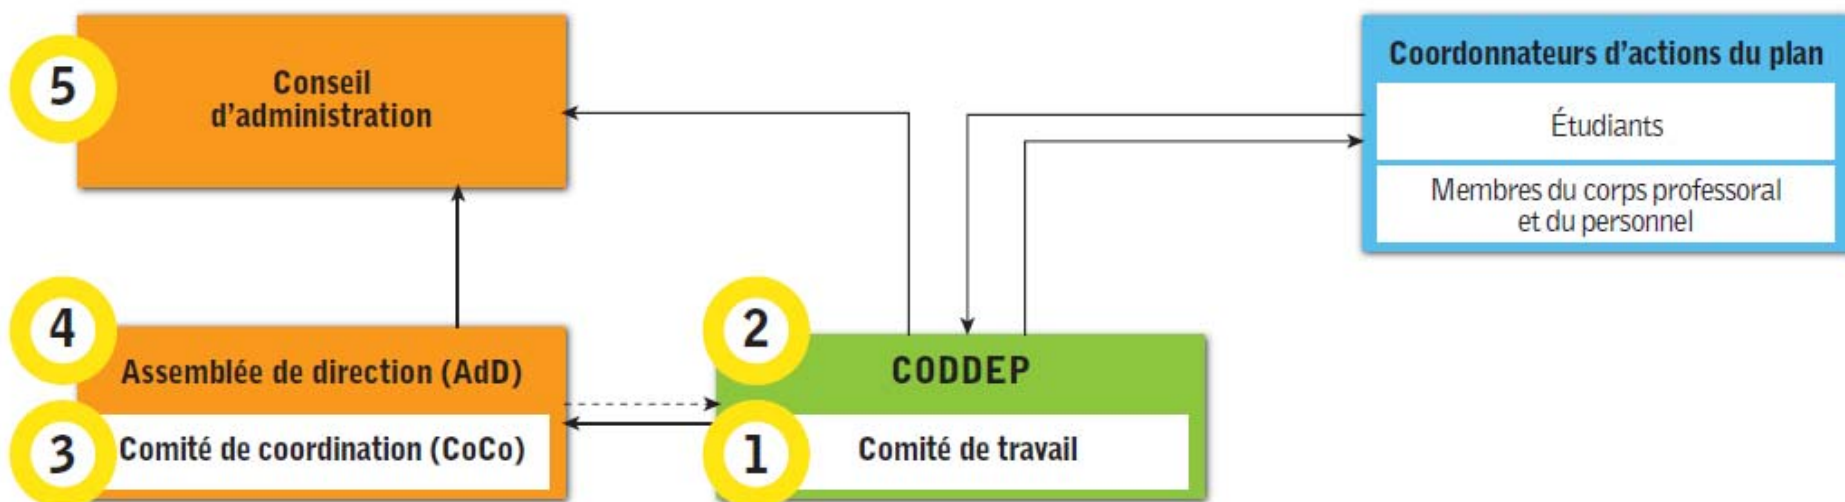 5
Conseil
d'administration
Coordonnateurs d'actions du plan
Étudiants
Membres du corps professoral
et du personnel
4
Assemblée de direction (AdD)
3
Comité de coordination (CoCo)
2
CODDEP
1
Comité de travail